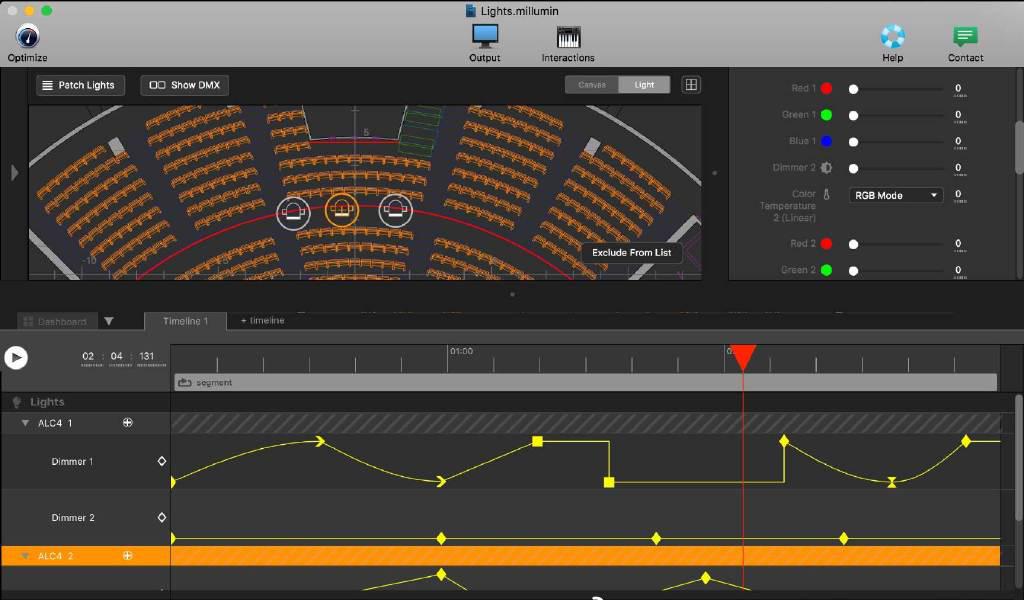 Lights.millumin
Optimize
Output
Interactions
Help
Contact
Patch Lights
Show DMX
Canvas
Light
5
-10
Exclude From List
Red 1
0
Green 1
0
Blue 1
0
Dimmer 2
0
Color
Temperature
2 (Linear)
RGB Mode
0
Red 2
0
Green 2
0
Dashboard
Timeline 1
+ timeline
02 : 04 : 131
01:00
segment
Lights
ALC4 1
Dimmer 1
Dimmer 2
ALC4 2